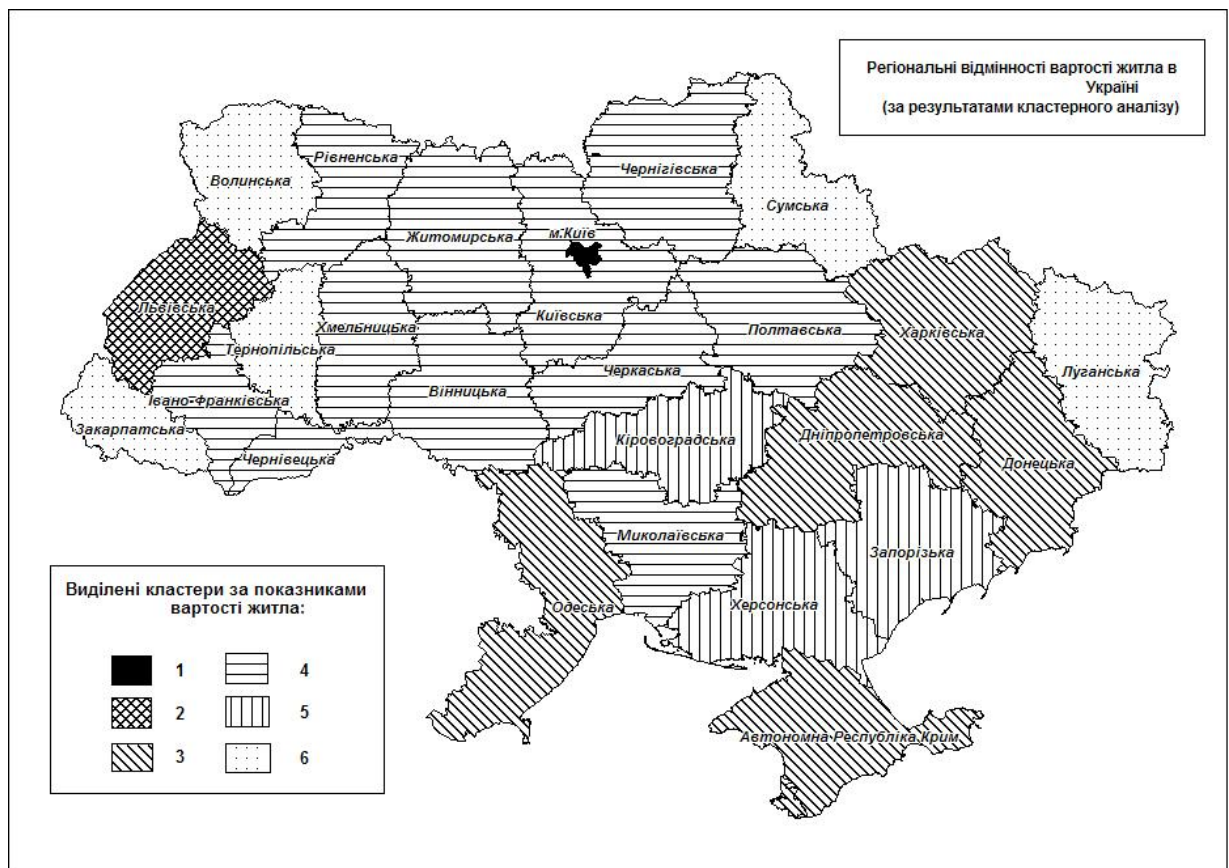 Регіональні відмінності вартості житла в
Україні
(за результатами кластерного аналізу)
Рівненська
Чернігівська
Волинська
Сумська
м.Київ
Житомирська
Львівська
Київська
Хмельницька
Полтавська
Харківська
Тернопільська
Черкаська
Луганська
Вінницька
Івано-Франківська
Закарпатська
Кіровоградська
Дніпропетровська
Чернівецька
Донецька
Миколаївська
Запорізька
Одеська
Херсонська
Автономна Республіка Крим
Виділені кластери за показниками
вартості житла:
1
4
2
5
3
6